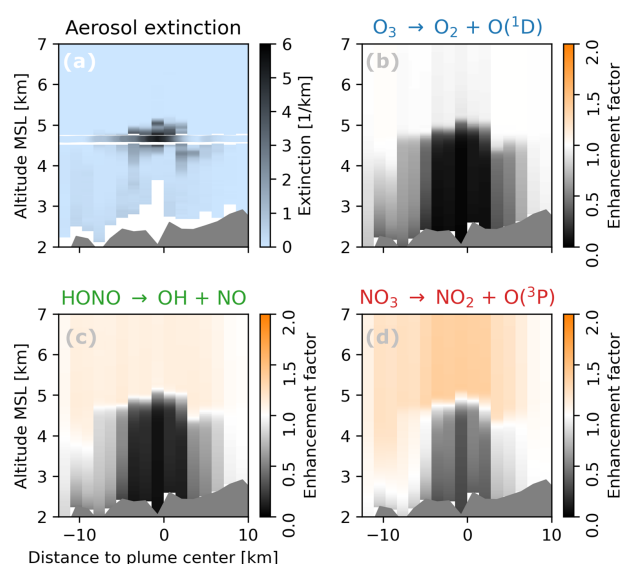 Aerosol extinction
O₃ → O₂ + O(¹D)
(a)
(b)
Altitude MSL [km]
7
6
5
4
3
2
6
5
4
3
2
1
0
Extinction [1/km]
7
6
5
4
3
2
2.0
1.5
1.0
0.5
0.0
Enhancement factor
HONO → OH + NO
NO₃ → NO₂ + O(³P)
(c)
(d)
Altitude MSL [km]
7
6
5
4
3
2
−10 0 10
2.0
1.5
1.0
0.5
0.0
Enhancement factor
7
6
5
4
3
2
−10 0 10
2.0
1.5
1.0
0.5
0.0
Enhancement factor
Distance to plume center [km]